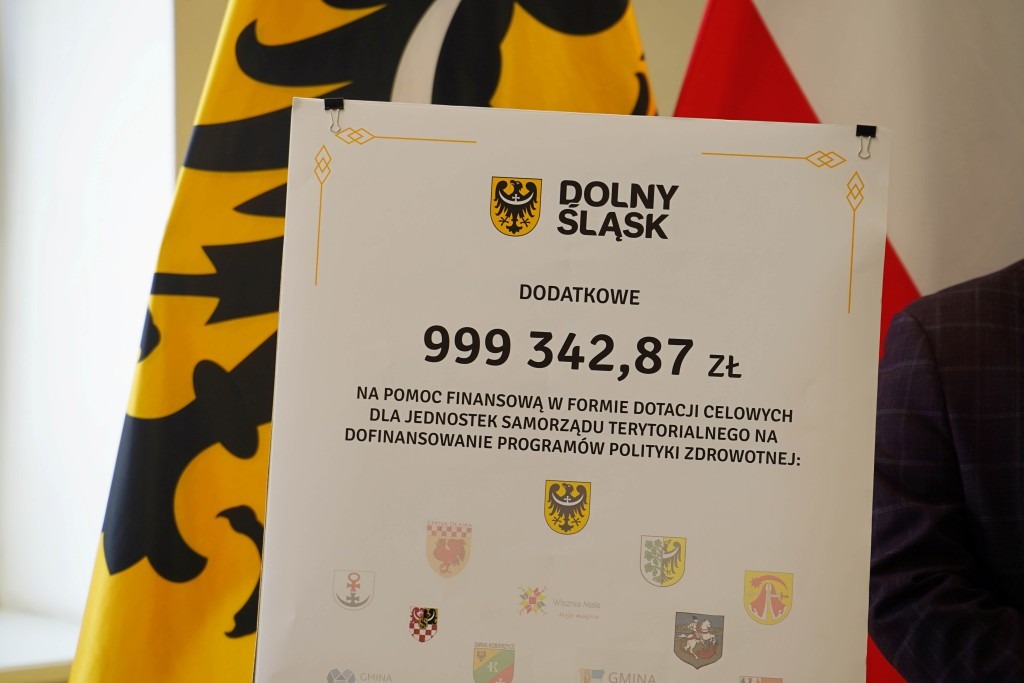 DOLNY
ŚLĄSK
DODATKOWE
999 342,87 ZŁ
NA POMOC FINANSOWĄ W FORMIE DOTACJI CELOWYCH
DLA JEDNOSTEK SAMORZĄDU TERYTORIALNEGO NA
DOFINANSOWANIE PROGRAMÓW POLITYKI ZDROWOTNEJ:
Wisznia Mała
GMINA
GMINA